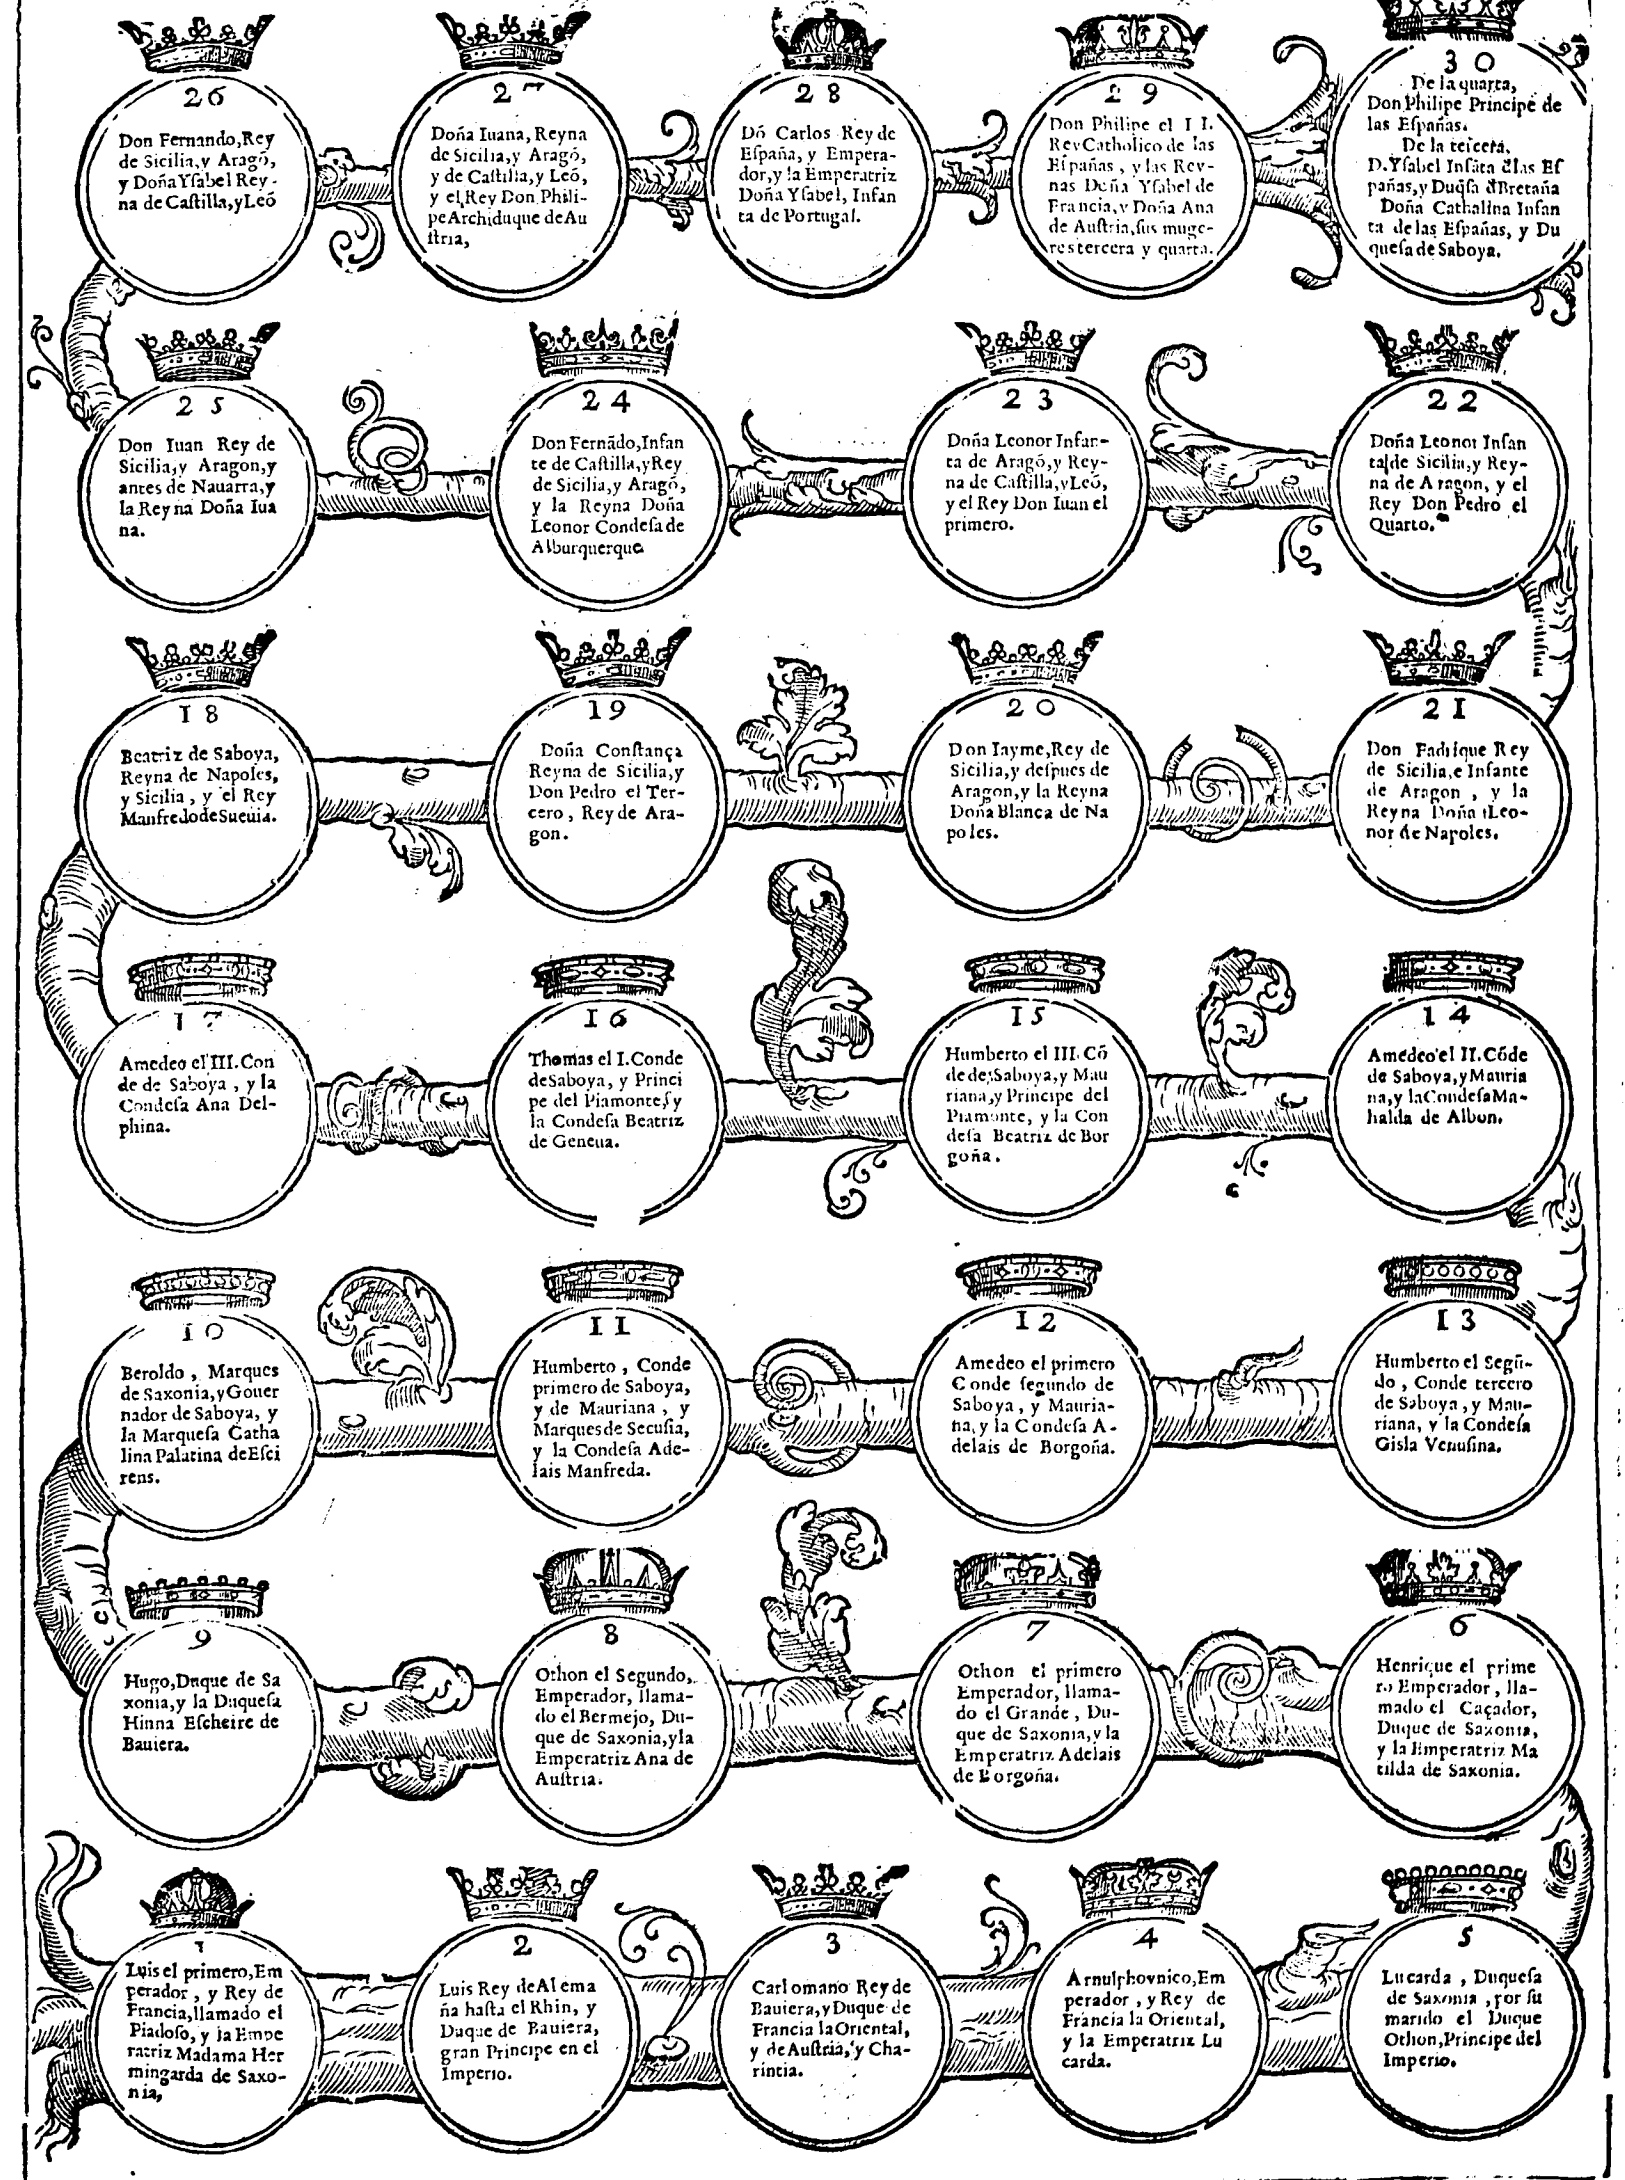 26
Don Fernando, Rey
de Sicilia, y Aragō,
y Doña Ysabel Rey-
na de Castilla, y Leó
27
Doña Iuana, Reyna
de Sicilia, y Aragó,
y de Castilla, y Leó,
y el Rey Don Phili-
pe Archiduque de Au
stria,
28
Dó Carlos Rey de
España, y Empera-
dor, y la Emperatriz
Doña Ysabel, Infan
ta de Portugal.
29
Don Philipe el II.
Rey Catholico de las
Españas, y las Rey-
nas Doña Ysabel de
Francia, y Doña Ana
de Austria, sus muge-
res tercera y quarta.
30
De la quarta,
Don Philipe Principe de
las Españas.
De la tercera,
D. Ysabel Infāta d̃ las Es
pañas, y Duq̃sa d̃ Bretaña
Doña Cathalina Infan
ta de las Españas, y Du
quesa de Saboya.
25
Don Iuan Rey de
Sicilia, y Aragon, y
antes de Nauarra, y
la Reyna Doña Iua
na.
24
Don Fernãdo, Infan
te de Castilla, y Rey
de Sicilia, y Aragō,
y la Reyna Doña
Leonor Condesa de
Alburquerque
23
Doña Leonor Infan-
ta de Aragō, y Rey-
na de Castilla, y Leó,
y el Rey Don Iuan el
primero.
22
Doña Leonor Infan
ta de Sicilia, y Rey-
na de Aragon, y el
Rey Don Pedro el
Quarto.
18
Beatriz de Saboya,
Reyna de Napoles,
y Sicilia, y el Rey
Manfredo de Sueuia.
19
Doña Constança
Reyna de Sicilia, y
Don Pedro el Ter-
cero, Rey de Ara-
gon.
20
Don Iayme, Rey de
Sicilia, y despues de
Aragon, y la Reyna
Doña Blanca de Na
poles.
21
Don Fadrique Rey
de Sicilia, e Infante
de Aragon, y la
Reyna Doña Leo-
nor de Napoles.
17
Amedeo el III. Con
de de Saboya, y la
Condesa Ana Del-
phina.
16
Thomas el I. Conde
de Saboya, y Princi
pe del Piamonte, y
la Condesa Beatriz
de Geneua.
15
Humberto el III. Cō
de de Saboya, y Mau
riana, y Principe del
Piamonte, y la Con
desa Beatriz de Bor
goña.
14
Amedeo el II. Códe
de Saboya, y Mauria
na, y la Condesa Ma-
halda de Albon.
10
Beroldo, Marques
de Saxonia, y Gouer
nador de Saboya, y
la Marquesa Catha
lina Palatina de Esci
rens.
11
Humberto, Conde
primero de Saboya,
y de Mauriana, y
Marques de Secusia,
y la Condesa Ade-
lais Manfreda.
12
Amedeo el primero
Conde segundo de
Saboya, y Mauria-
na, y la Condesa A-
delais de Borgoña.
13
Humberto el Segū-
do, Conde tercero
de Saboya, y Mau-
riana, y la Condesa
Gisla Venusina.
9
Hugo, Duque de Sa
xonia, y la Duquesa
Hinna Escheire de
Bauiera.
8
Othon el Segundo,
Emperador, llama-
do el Bermejo, Du-
que de Saxonia, y la
Emperatriz Ana de
Austria.
7
Othon el primero
Emperador, llama-
do el Grande, Du-
que de Saxonia, y la
Emperatriz Adelais
de Borgoña.
6
Henrique el prime
ro Emperador, lla-
mado el Caçador,
Duque de Saxonia,
y la Emperatriz Ma
tilda de Saxonia.
1
Luis el primero, Em
perador, y Rey de
Francia, llamado el
Piadoso, y la Empe
ratriz Madama Her
mingarda de Saxo-
nia,
2
Luis Rey de Alema
ña hasta el Rhin, y
Duque de Bauiera,
gran Principe en el
Imperio.
3
Carlomano Rey de
Bauiera, y Duque de
Francia la Oriental,
y de Austria, y Cha-
rintia.
4
Arnulpho vnico, Em
perador, y Rey de
Francia la Oriental,
y la Emperatriz Lu
carda.
5
Lucarda, Duquesa
de Saxonia, por su
marido el Duque
Othon, Principe del
Imperio.